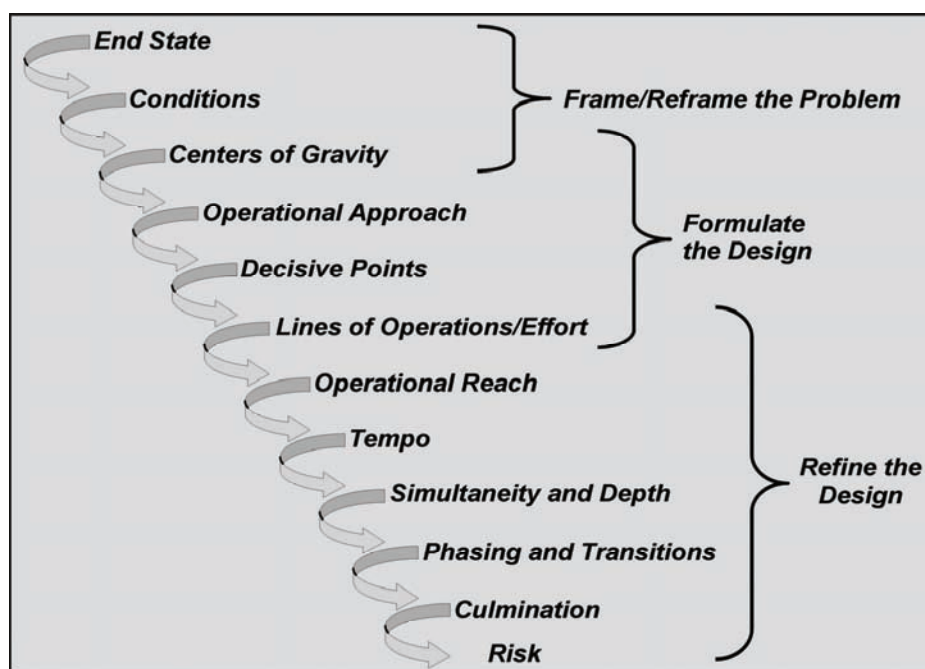 End State
Conditions
Centers of Gravity
Operational Approach
Decisive Points
Lines of Operations/Effort
Operational Reach
Tempo
Simultaneity and Depth
Phasing and Transitions
Culmination
Risk
Frame/Reframe the Problem
Formulate
the Design
Refine the
Design